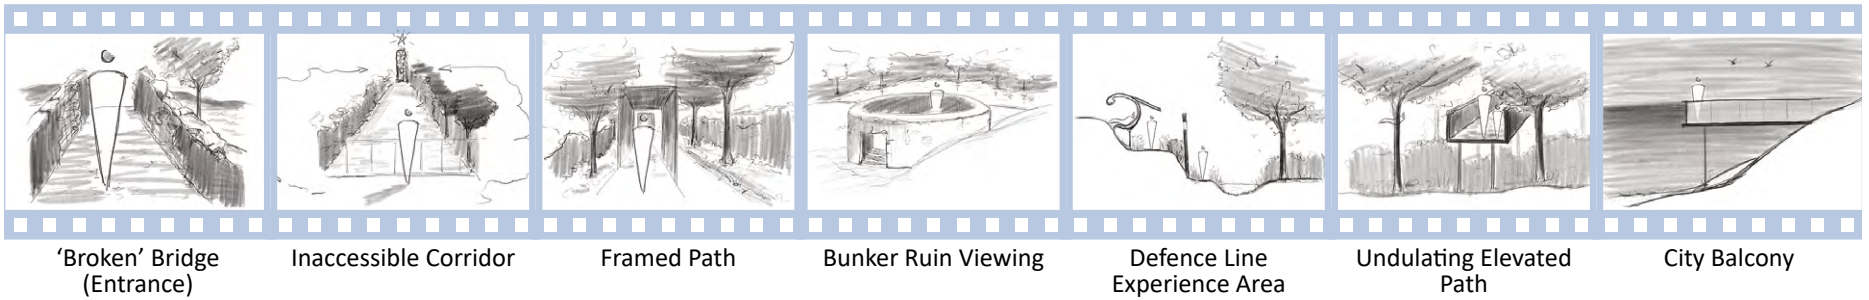 ‘Broken’ Bridge
(Entrance)
Inaccessible Corridor
Framed Path
Bunker Ruin Viewing
Defence Line
Experience Area
Undulating Elevated
Path
City Balcony